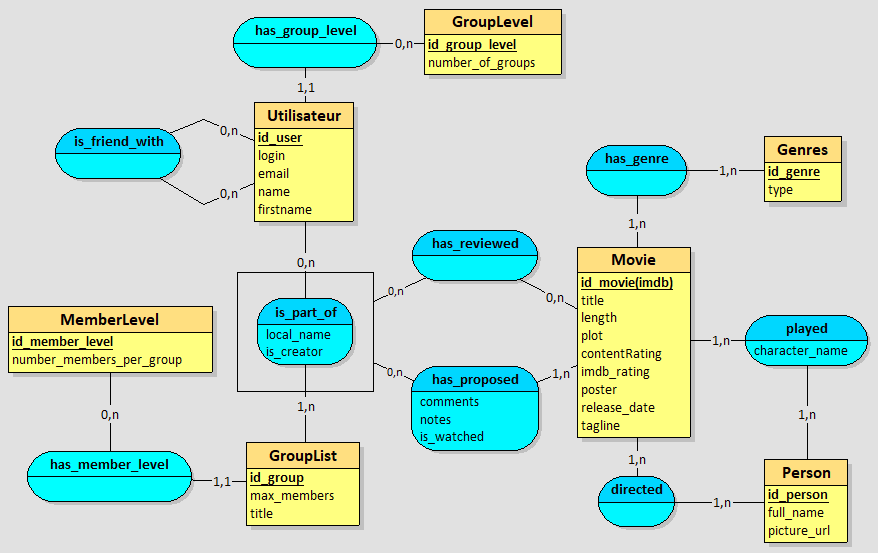 has_group_level
0,n
GroupLevel
id_group_level
number_of_groups
1,1
Utilisateur
id_user
login
email
name
firstname
is_friend_with
0,n
0,n
has_genre
1,n
Genres
id_genre
type
1,n
0,n
has_reviewed
0,n
0,n
Movie
id_movie(imdb)
title
length
plot
contentRating
imdb_rating
poster
release_date
tagline
is_part_of
local_name
is_creator
MemberLevel
id_member_level
number_members_per_group
1,n
played
character_name
0,n
has_proposed
comments
notes
is_watched
1,n
0,n
1,n
1,n
has_member_level
1,1
GroupList
id_group
max_members
title
1,n
directed
1,n
Person
id_person
full_name
picture_url